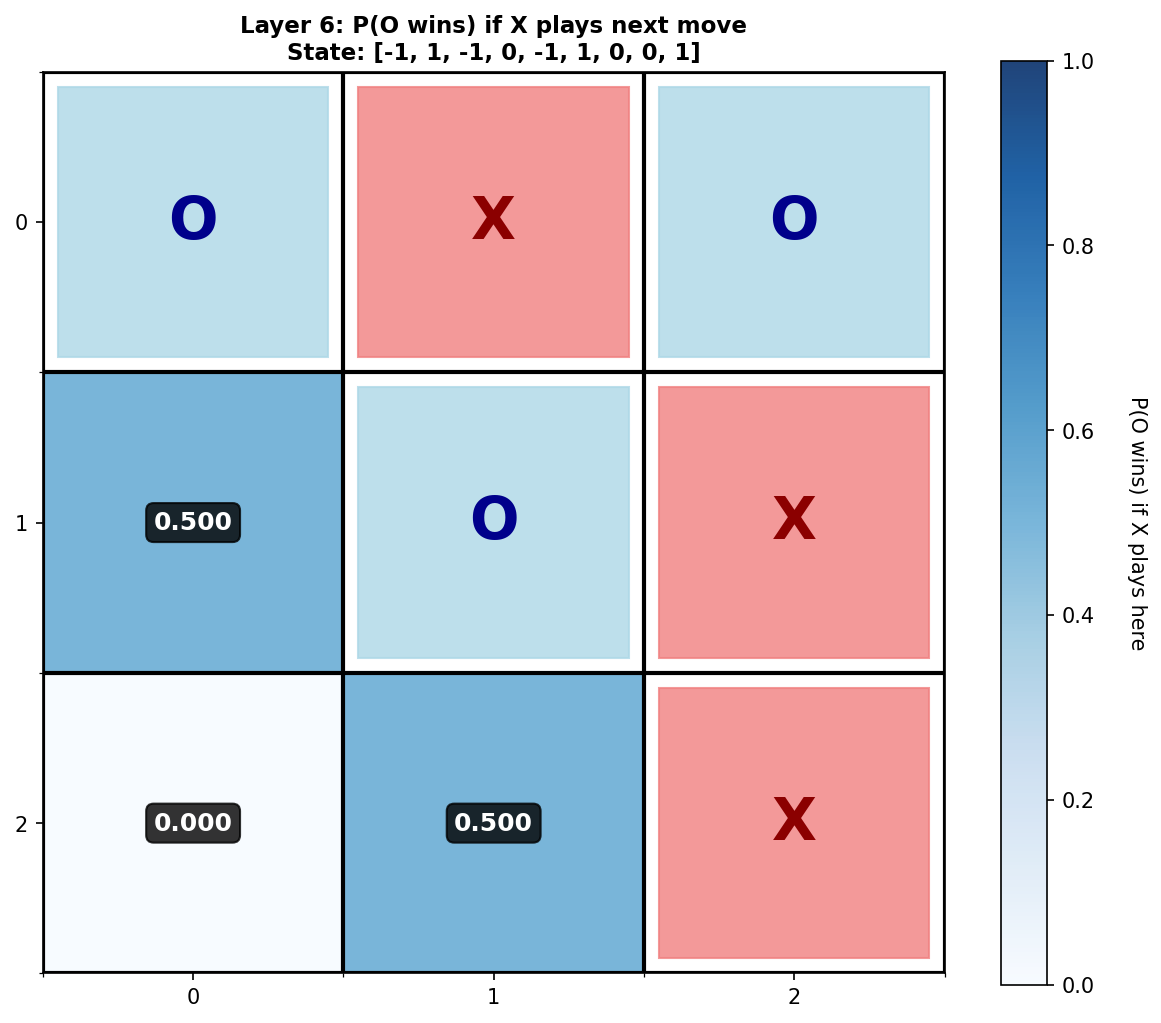 Layer 6: P(O wins) if X plays next move
State: [-1, 1, -1, 0, -1, 1, 0, 0, 1]
0
O
X
O
1
0.500
O
X
2
0.000
0.500
X
0
1
2
1.0
0.8
0.6
0.4
0.2
0.0
P(O wins) if X plays here